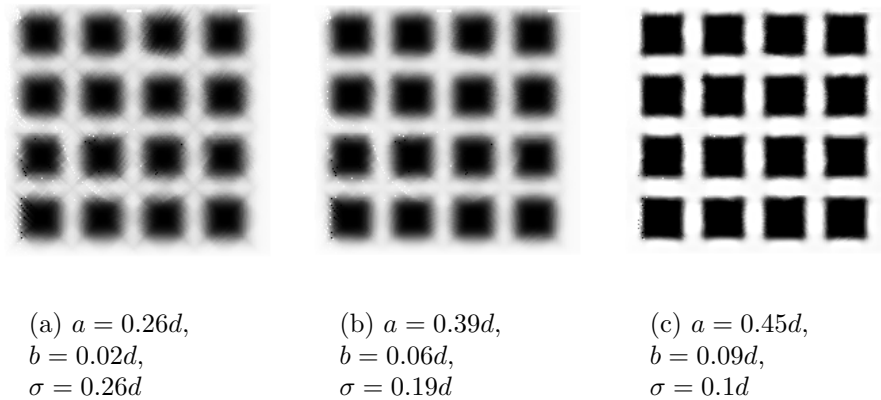 (a) a = 0.26d,
b = 0.02d,
σ = 0.26d
(b) a = 0.39d,
b = 0.06d,
σ = 0.19d
(c) a = 0.45d,
b = 0.09d,
σ = 0.1d